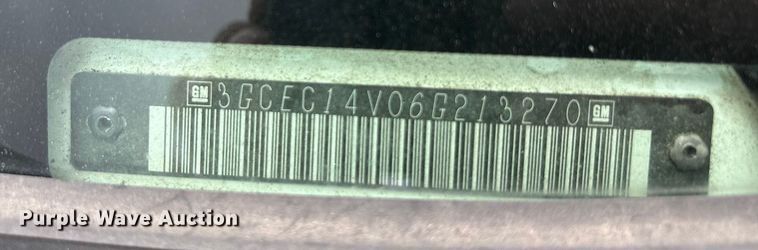 GM 3GCEC14V06G213270 GM
Purple Wave Auction